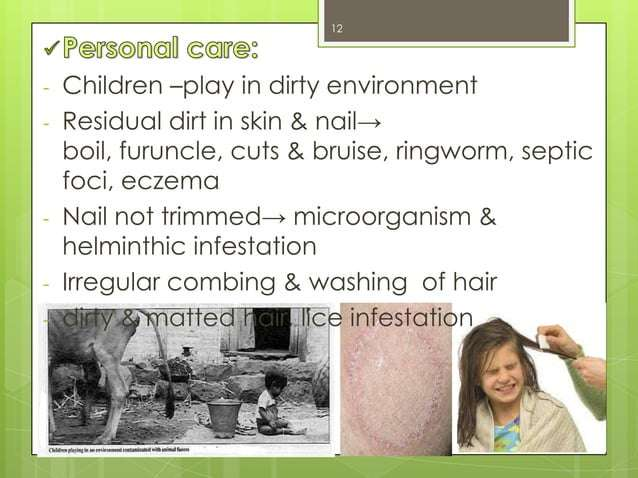 12
✓Personal care:
- Children –play in dirty environment
- Residual dirt in skin & nail→
boil, furuncle, cuts & bruise, ringworm, septic
foci, eczema
- Nail not trimmed→ microorganism &
helminthic infestation
- Irregular combing & washing of hair
- dirty & matted hair, lice infestation
Children playing in an environment contaminated with animal faeces